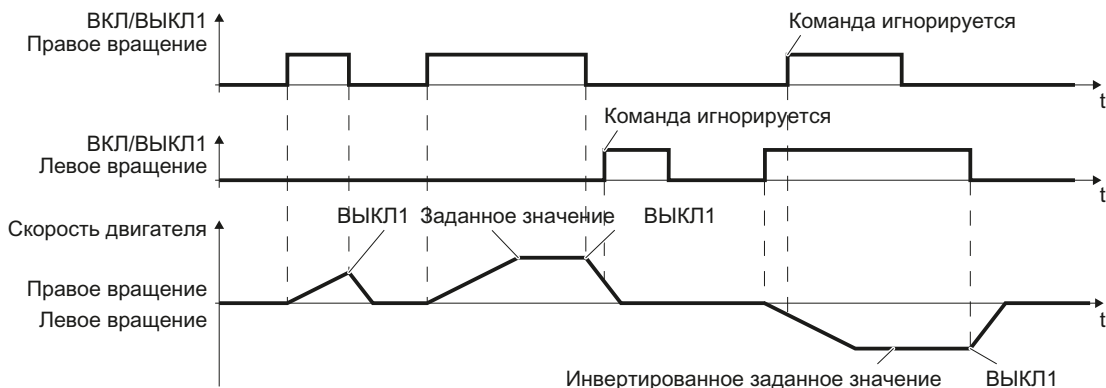 ВКЛ/ВЫКЛ1
Правое вращение
Команда игнорируется
t
Команда игнорируется
ВКЛ/ВЫКЛ1
Левое вращение
t
Скорость двигателя
ВЫКЛ1
Заданное значение
ВЫКЛ1
Правое вращение
Левое вращение
t
Инвертированное заданное значение
ВЫКЛ1